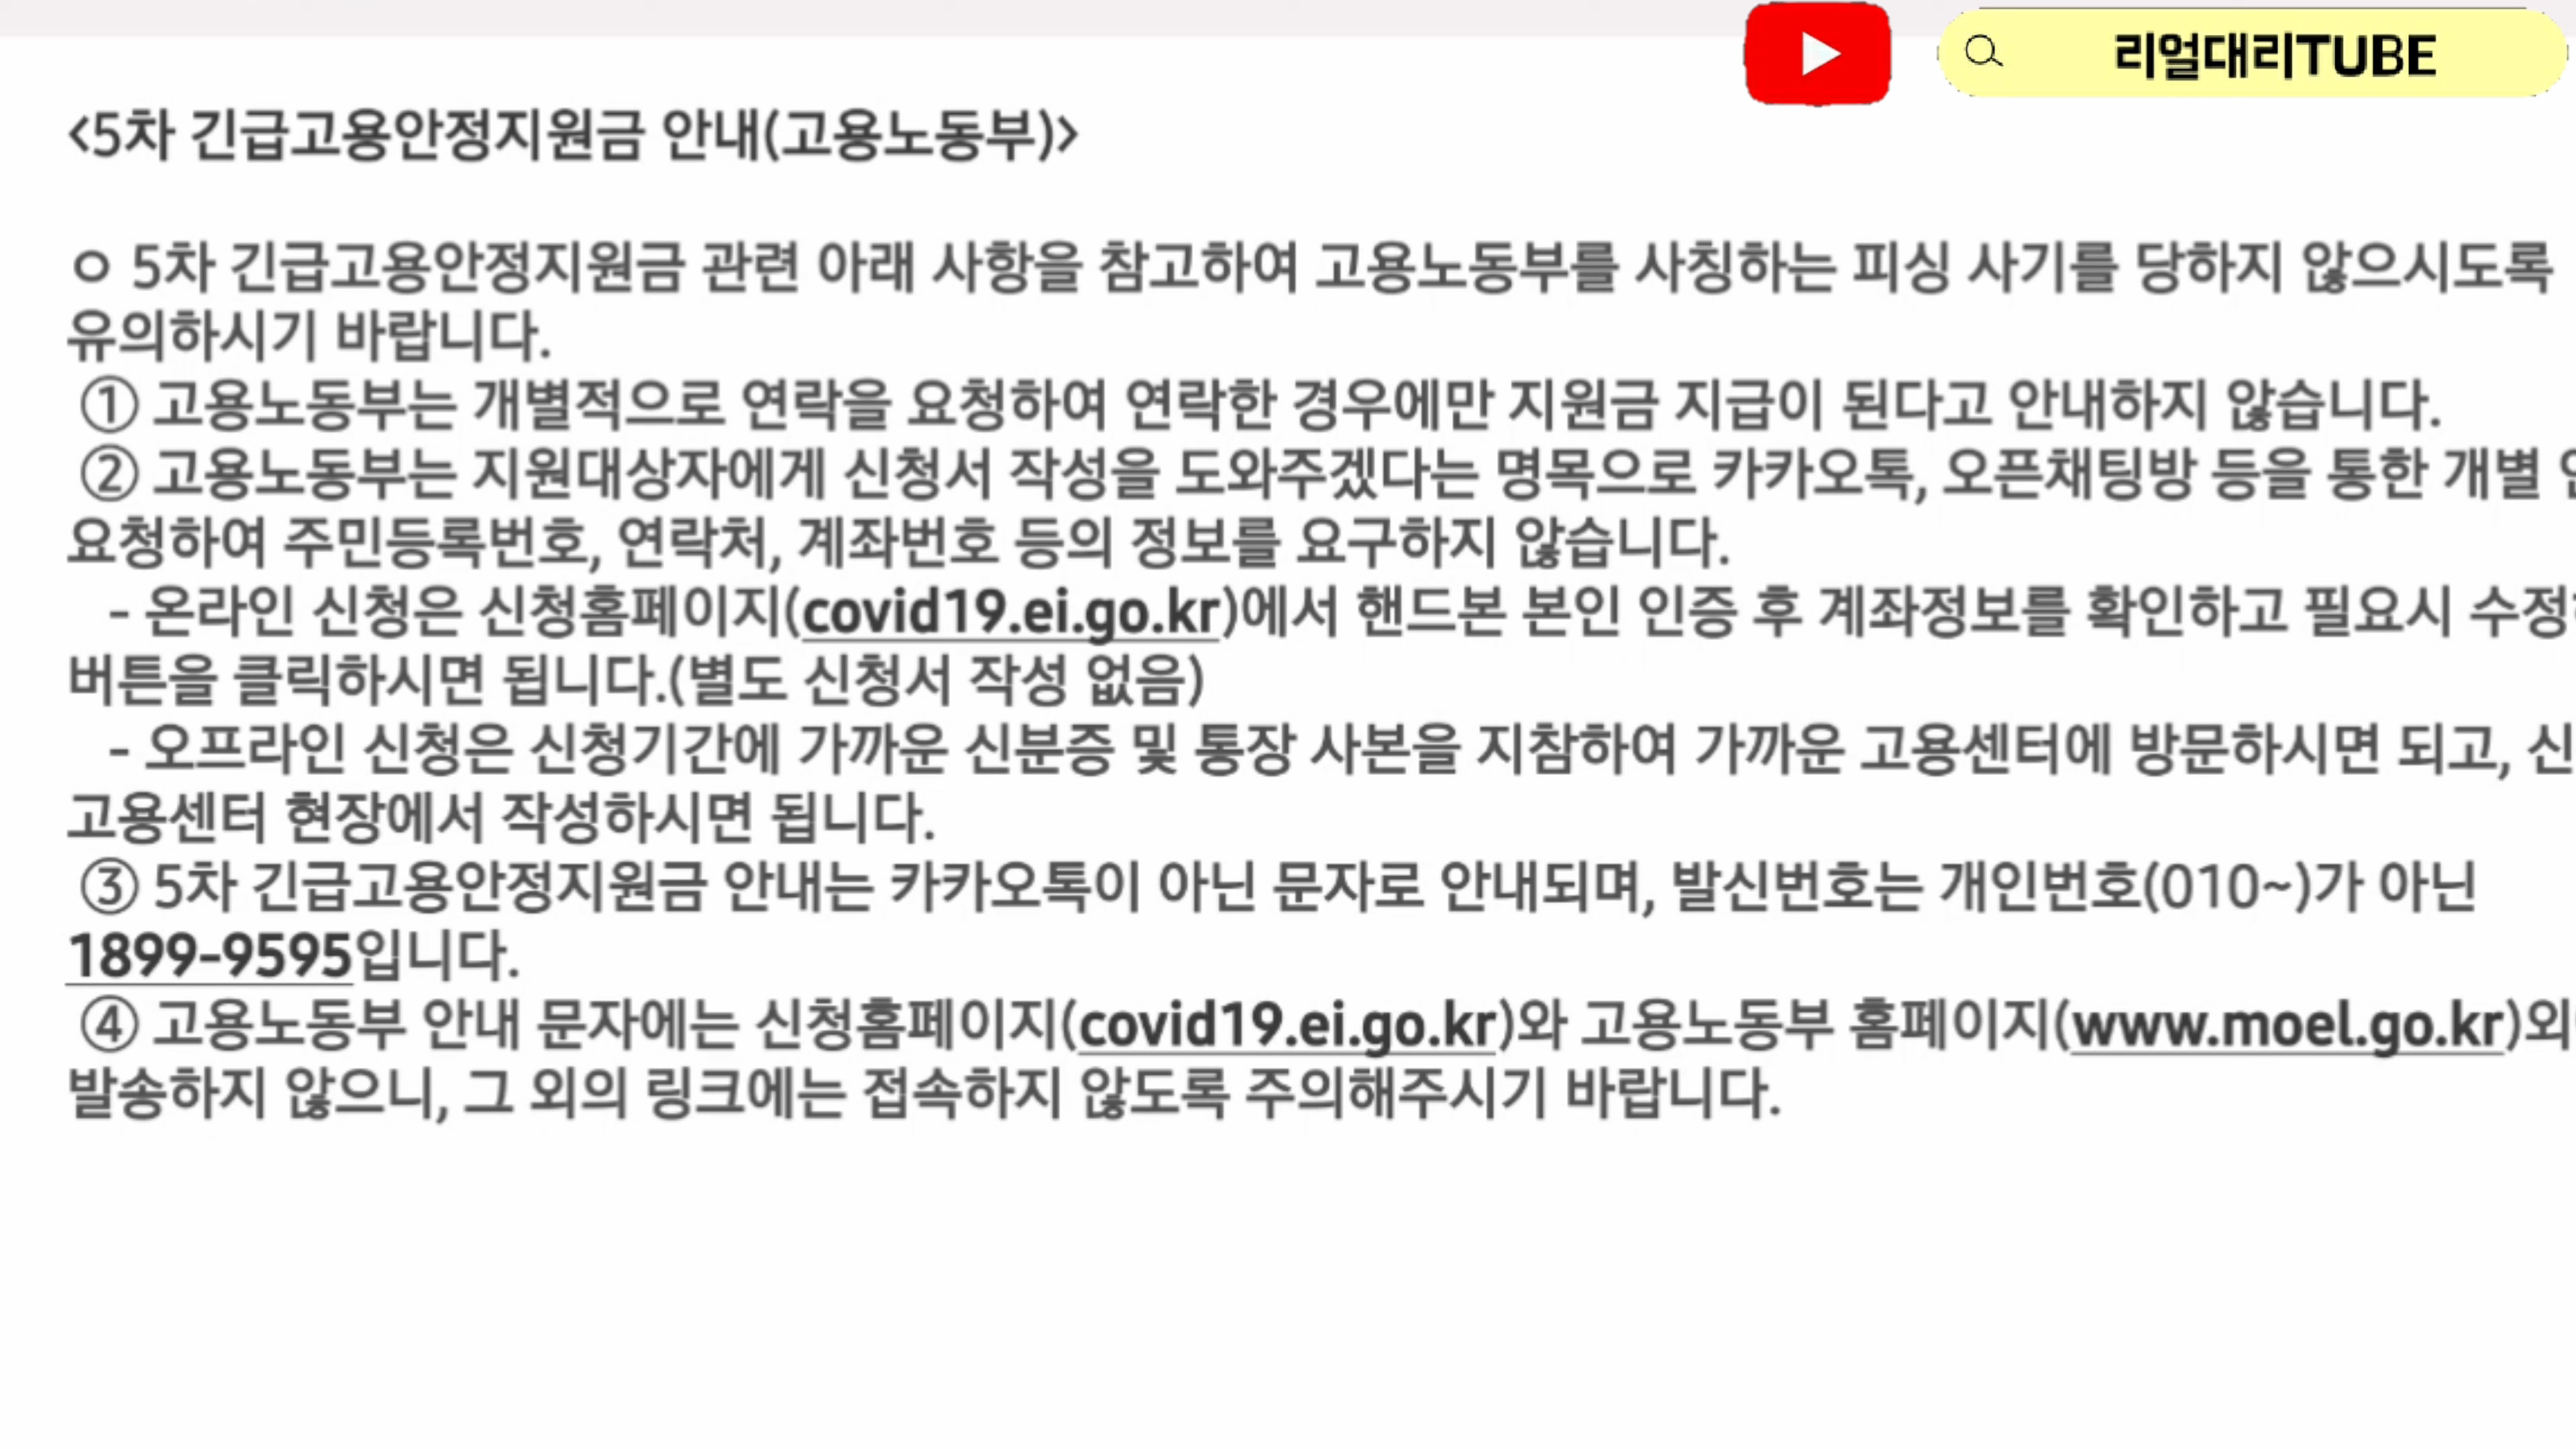 리얼대리TUBE
<5차 긴급고용안정지원금 안내(고용노동부)>
ㅇ 5차 긴급고용안정지원금 관련 아래 사항을 참고하여 고용노동부를 사칭하는 피싱 사기를 당하지 않으시도록
유의하시기 바랍니다.
① 고용노동부는 개별적으로 연락을 요청하여 연락한 경우에만 지원금 지급이 된다고 안내하지 않습니다.
② 고용노동부는 지원대상자에게 신청서 작성을 도와주겠다는 명목으로 카카오톡, 오픈채팅방 등을 통한 개별
요청하여 주민등록번호, 연락처, 계좌번호 등의 정보를 요구하지 않습니다.
- 온라인 신청은 신청홈페이지(covid19.ei.go.kr)에서 핸드본 본인 인증 후 계좌정보를 확인하고 필요시 수정
버튼을 클릭하시면 됩니다.(별도 신청서 작성 없음)
- 오프라인 신청은 신청기간에 가까운 신분증 및 통장 사본을 지참하여 가까운 고용센터에 방문하시면 되고, 신
고용센터 현장에서 작성하시면 됩니다.
③ 5차 긴급고용안정지원금 안내는 카카오톡이 아닌 문자로 안내되며, 발신번호는 개인번호(010~)가 아닌
1899-9595입니다.
④ 고용노동부 안내 문자에는 신청홈페이지(covid19.ei.go.kr)와 고용노동부 홈페이지(www.moel.go.kr)외
발송하지 않으니, 그 외의 링크에는 접속하지 않도록 주의해주시기 바랍니다.